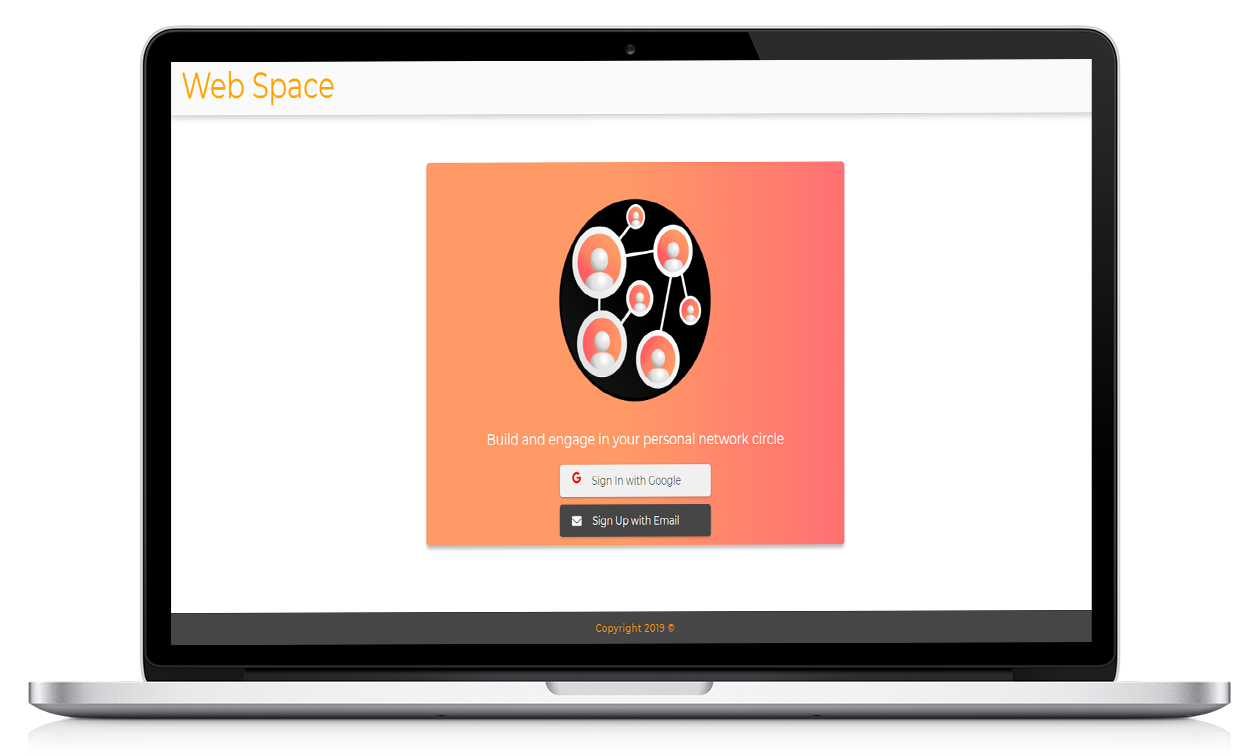 Web Space
Build and engage in your personal network circle
G Sign In with Google
Sign Up with Email
Copyright 2019 ©